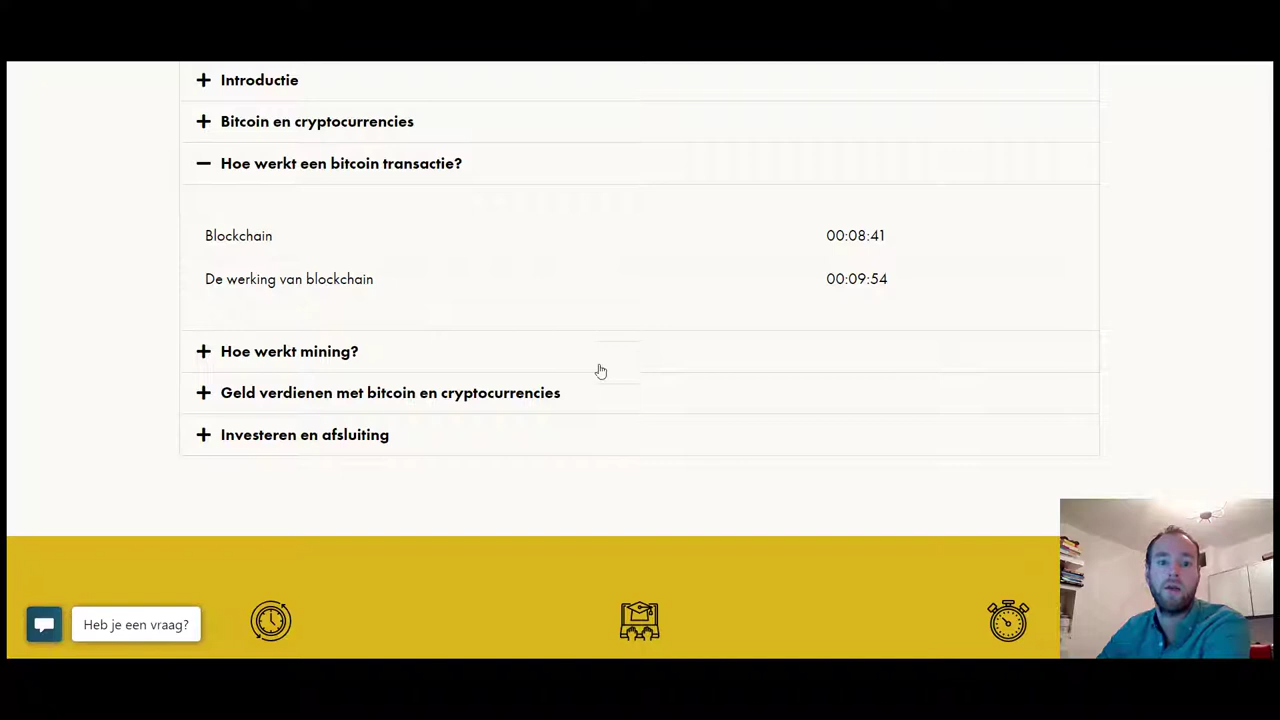 Introductie
Bitcoin en cryptocurrencies
Hoe werkt een bitcoin transactie?
Blockchain 00:08:41
De werking van blockchain 00:09:54
Hoe werkt mining?
Geld verdienen met bitcoin en cryptocurrencies
Investeren en afsluiting
Heb je een vraag?